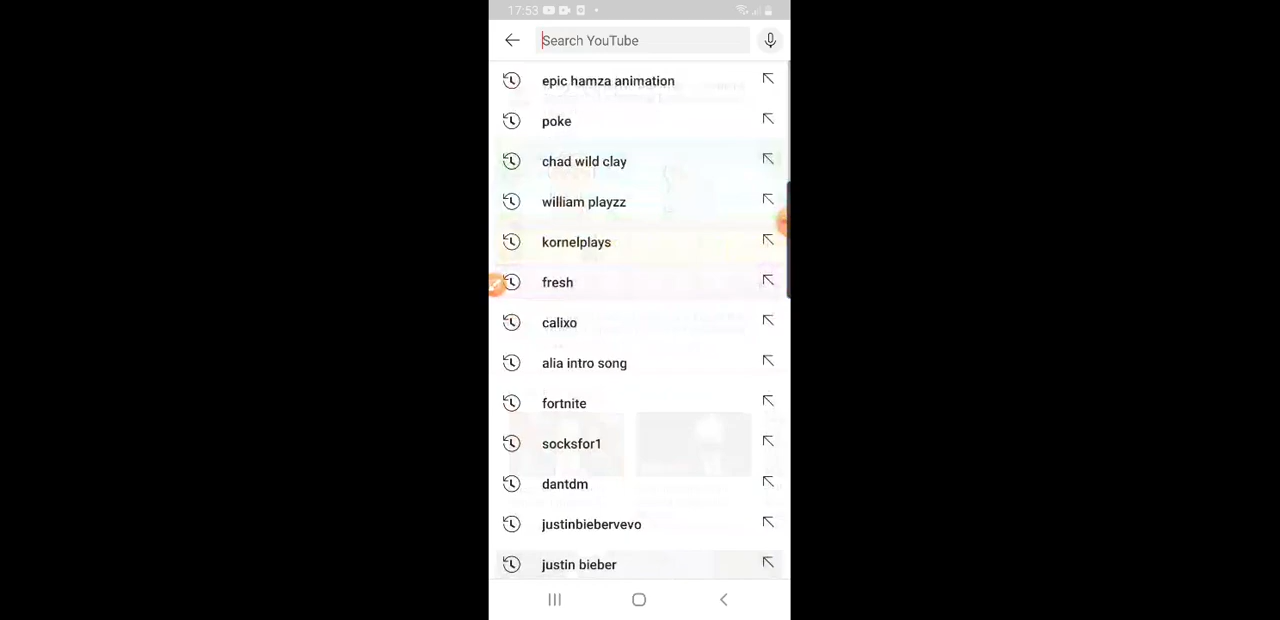 17:53
Search YouTube
epic hamza animation
poke
chad wild clay
william playzz
kornelplays
fresh
calixo
alia intro song
fortnite
socksfor1
dantdm
justinbiebervevo
justin bieber